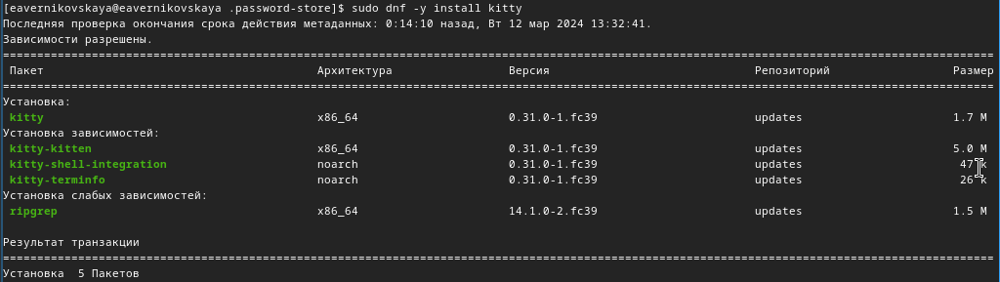 [eavernikovskaya@eavernikovskaya .password-store]$ sudo dnf -y install kitty
Последняя проверка окончания срока действия метаданных: 0:14:10 назад, Вт 12 мар 2024 13:32:41.
Зависимости разрешены.
Пакет Архитектура Версия Репозиторий Размер
Установка:
kitty x86_64 0.31.0-1.fc39 updates 1.7 M
Установка зависимостей:
kitty-kitten x86_64 0.31.0-1.fc39 updates 5.0 M
kitty-shell-integration noarch 0.31.0-1.fc39 updates 47 k
kitty-terminfo noarch 0.31.0-1.fc39 updates 26 k
Установка слабых зависимостей:
ripgrep x86_64 14.1.0-2.fc39 updates 1.5 M
Результат транзакции
Установка 5 Пакетов